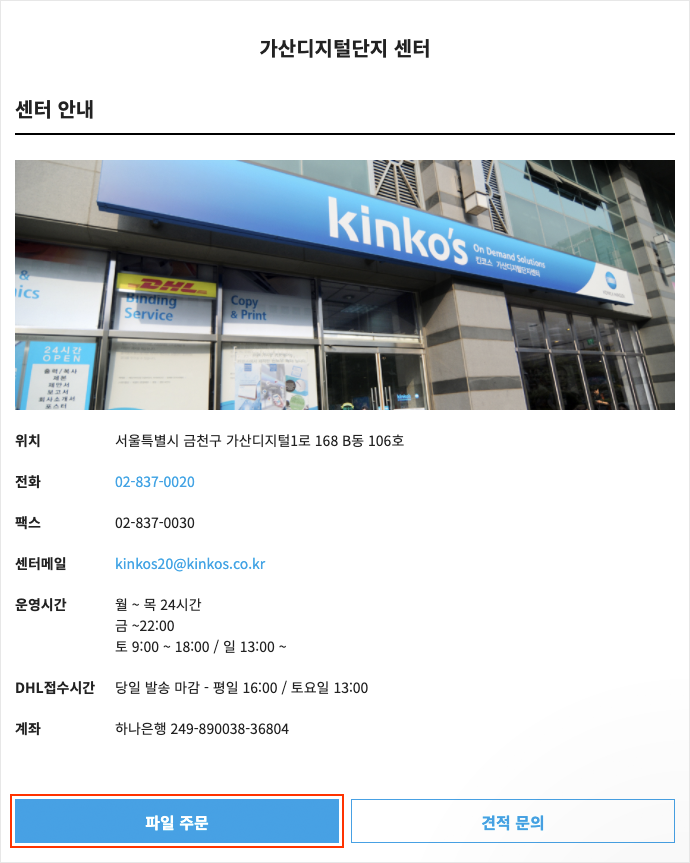 가산디지털단지 센터
센터 안내
kinko's
On Demand Solutions
킨코스 가산디지털단지센터
&
ics
DHL
Binding
Service
Copy
& Print
24시간
OPEN
출력/복사
제본
제안서
보고서
회사소개서
포스터
위치 서울특별시 금천구 가산디지털1로 168 B동 106호
전화 02-837-0020
팩스 02-837-0030
센터메일 kinkos20@kinkos.co.kr
운영시간 월 ~ 목 24시간
금 ~22:00
토 9:00 ~ 18:00 / 일 13:00 ~
DHL접수시간 당일 발송 마감 - 평일 16:00 / 토요일 13:00
계좌 하나은행 249-890038-36804
파일 주문 견적 문의